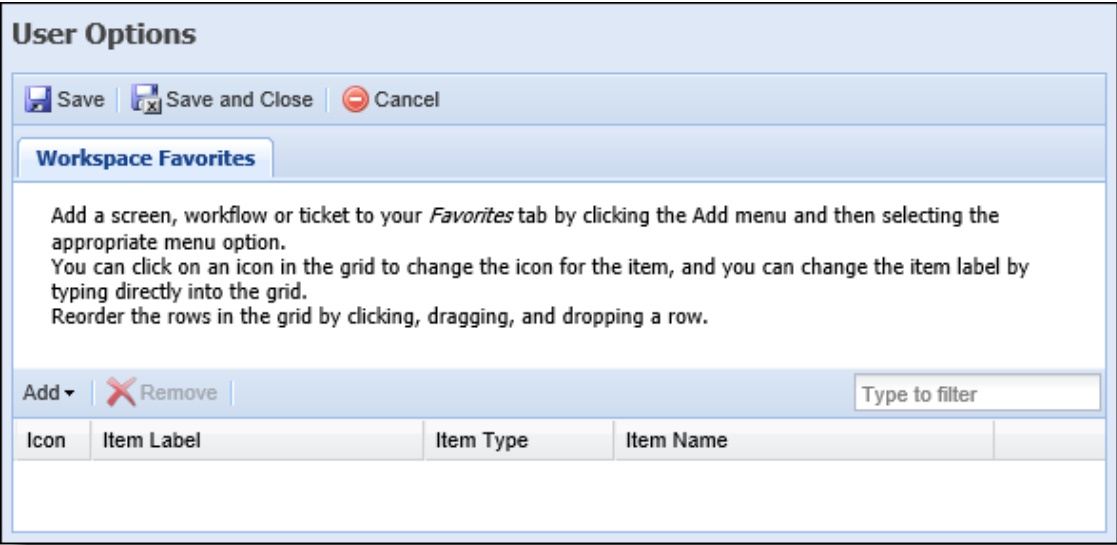 User Options
Save Save and Close Cancel
Workspace Favorites
Add a screen, workflow or ticket to your Favorites tab by clicking the Add menu and then selecting the
appropriate menu option.
You can click on an icon in the grid to change the icon for the item, and you can change the item label by
typing directly into the grid.
Reorder the rows in the grid by clicking, dragging, and dropping a row.
Add Remove Type to filter
Icon Item Label Item Type Item Name